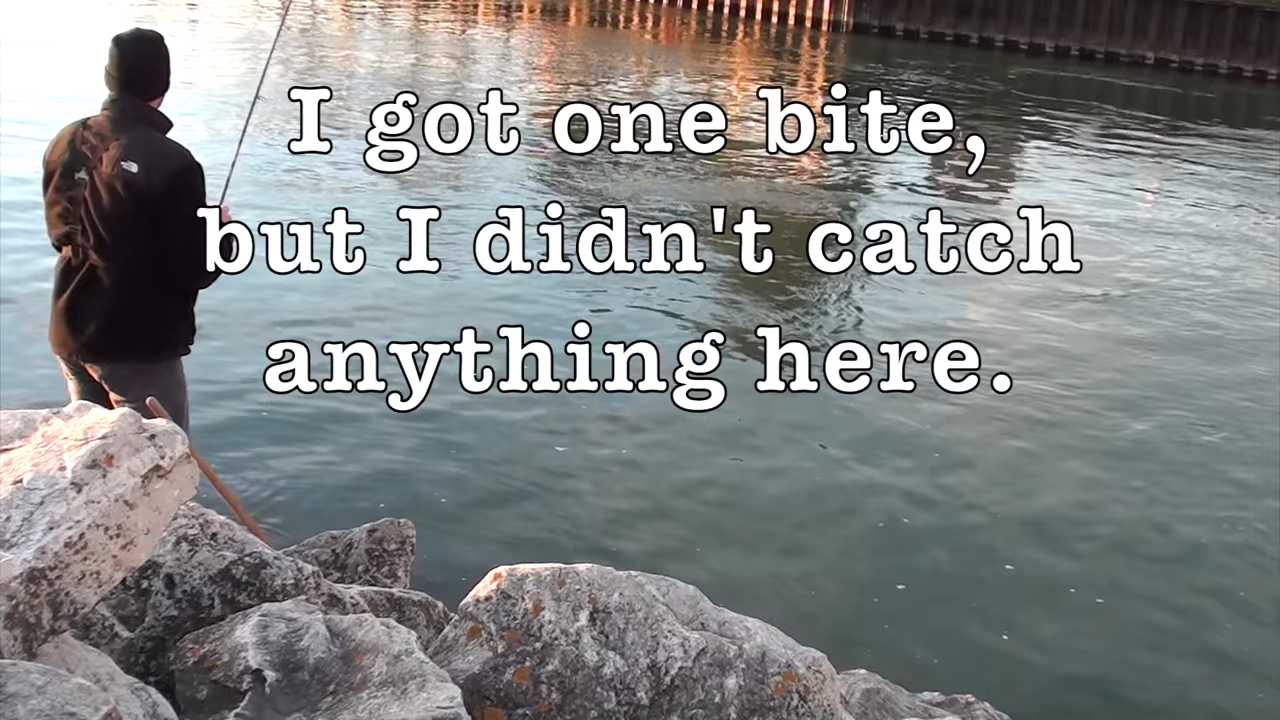 I got one bite,
but I didn't catch
anything here.